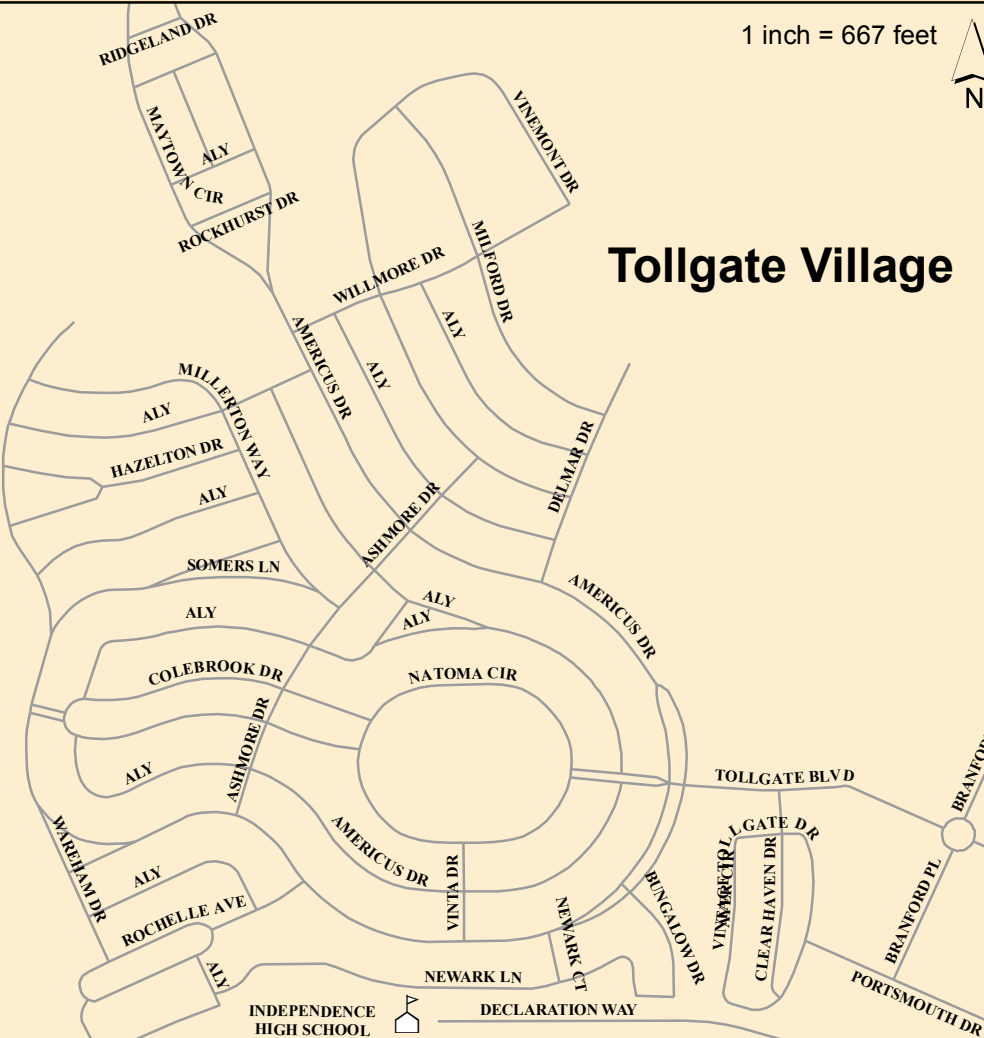 RIDGELAND DR
1 inch = 667 feet
N
MAYTOWN CIR
ALY
VINEMONT DR
ROCKHURST DR
WILLMORE DR
MILFORD DR
Tollgate Village
AMERICUS DR
ALY
ALY
MILLERTON WAY
ALY
HAZELTON DR
ALY
DELMAR DR
ASHMORE DR
SOMERS LN
ALY
ALY
ALY
AMERICUS DR
COLEBROOK DR
NATOMA CIR
ASHMORE DR
ALY
TOLLGATE BLVD
BRANFOR
WAREHAM DR
AMERICUS DR
ALY
VINTA DR
ROCHELLE AVE
NEWARK CT
BUNGALOW DR
CLEAR HAVEN DR
BRANFORD PL
ALY
NEWARK LN
PORTSMOUTH DR
INDEPENDENCE
HIGH SCHOOL
DECLARATION WAY